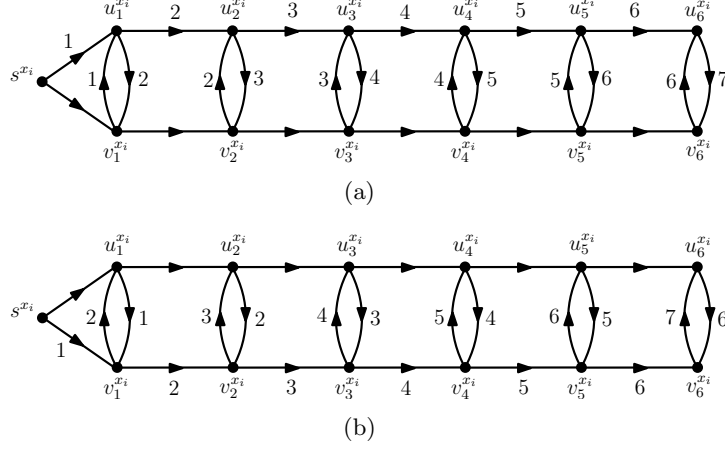 u_1^{x_i} 2 u_2^{x_i} 3 u_3^{x_i} 4 u_4^{x_i} 5 u_5^{x_i} 6 u_6^{x_i}
1
s^{x_i} 1 2 2 3 3 4 4 5 5 6 6 7
v_1^{x_i} v_2^{x_i} v_3^{x_i} v_4^{x_i} v_5^{x_i} v_6^{x_i}
(a)
u_1^{x_i} u_2^{x_i} u_3^{x_i} u_4^{x_i} u_5^{x_i} u_6^{x_i}
s^{x_i} 2 1 3 2 4 3 5 4 6 5 7 6
1
v_1^{x_i} 2 v_2^{x_i} 3 v_3^{x_i} 4 v_4^{x_i} 5 v_5^{x_i} 6 v_6^{x_i}
(b)